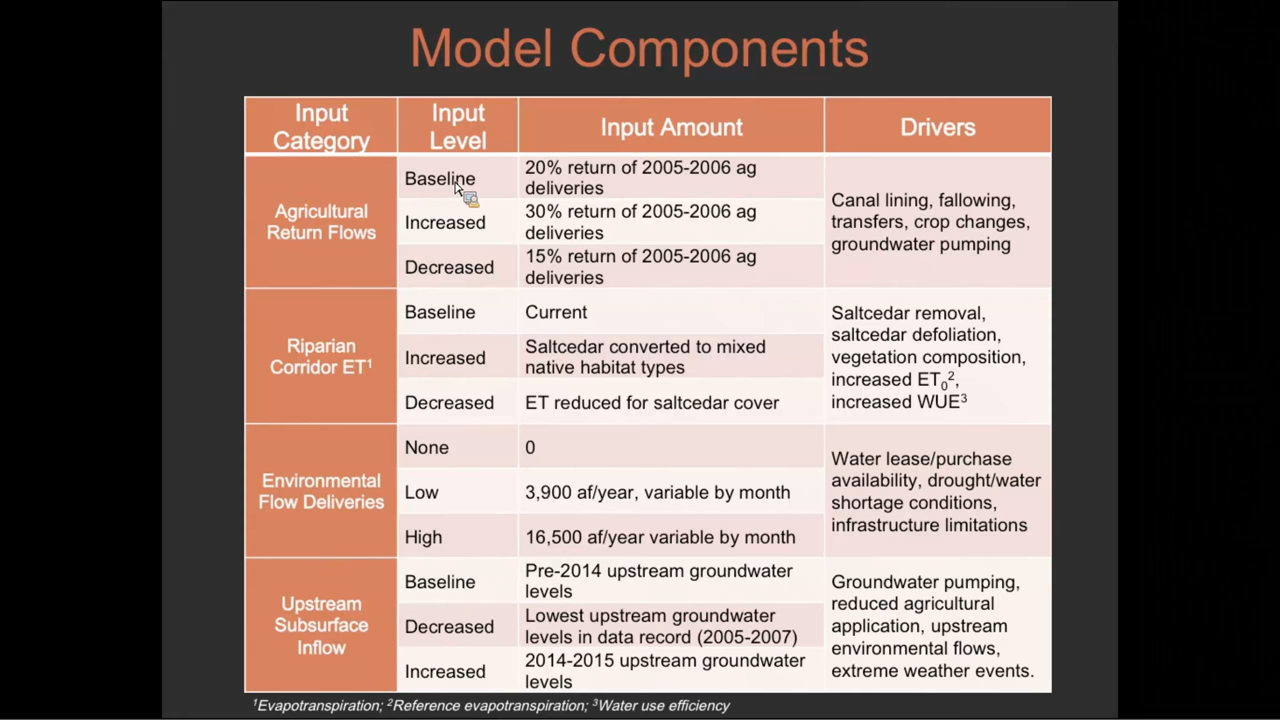 Model Components
Input
Category
Input
Level
Input Amount
Drivers
Agricultural
Return Flows
Baseline
20% return of 2005-2006 ag
deliveries
Increased
30% return of 2005-2006 ag
deliveries
Decreased
15% return of 2005-2006 ag
deliveries
Canal lining, fallowing,
transfers, crop changes,
groundwater pumping
Riparian
Corridor ET¹
Baseline
Current
Increased
Saltcedar converted to mixed
native habitat types
Decreased
ET reduced for saltcedar cover
Saltcedar removal,
saltcedar defoliation,
vegetation composition,
increased ET₀²,
increased WUE³
Environmental
Flow Deliveries
None
0
Low
3,900 af/year, variable by month
High
16,500 af/year variable by month
Water lease/purchase
availability, drought/water
shortage conditions,
infrastructure limitations
Upstream
Subsurface
Inflow
Baseline
Pre-2014 upstream groundwater
levels
Decreased
Lowest upstream groundwater
levels in data record (2005-2007)
Increased
2014-2015 upstream groundwater
levels
Groundwater pumping,
reduced agricultural
application, upstream
environmental flows,
extreme weather events.
¹Evapotranspiration; ²Reference evapotranspiration; ³Water use efficiency